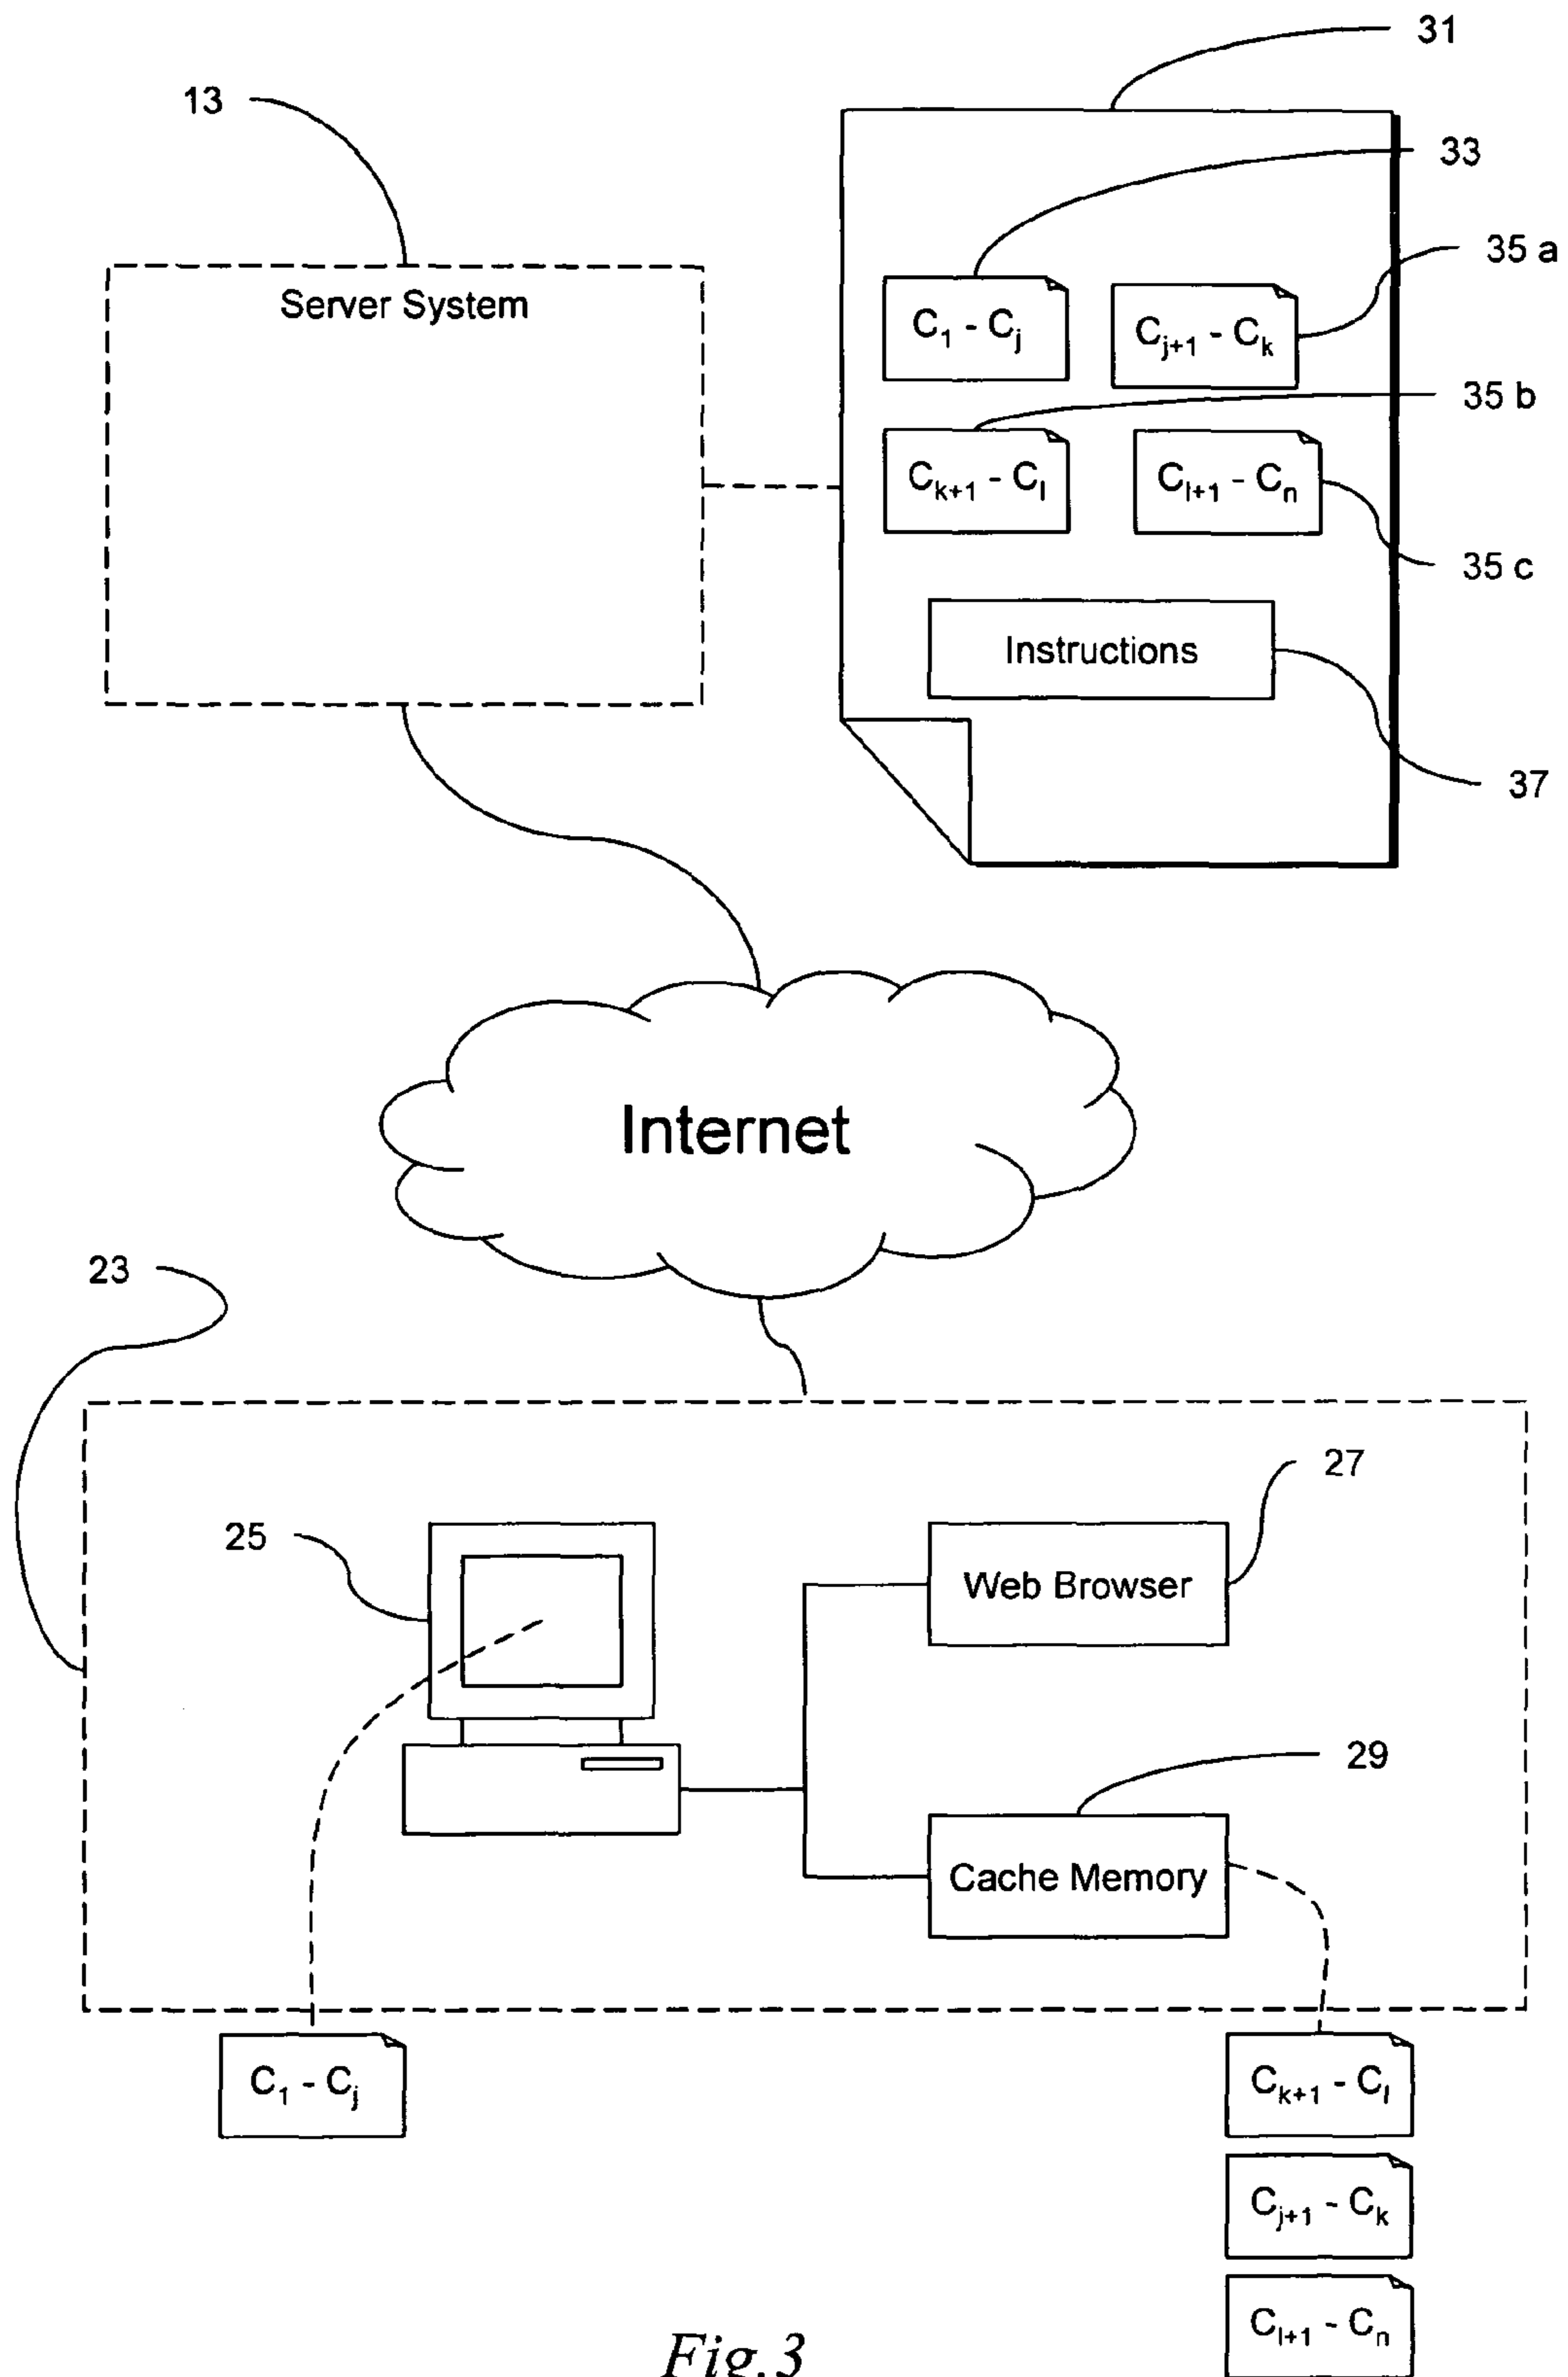 31
13
33
Server System
35 a
C₁ - Cⱼ
Cⱼ₊₁ - Cₖ
35 b
Cₖ₊₁ - Cₗ
Cₗ₊₁ - Cₙ
35 c
Instructions
37
Internet
23
27
25
Web Browser
29
Cache Memory
C₁ - Cⱼ
Cₖ₊₁ - Cₗ
Cⱼ₊₁ - Cₖ
Cₗ₊₁ - Cₙ
Fig.3